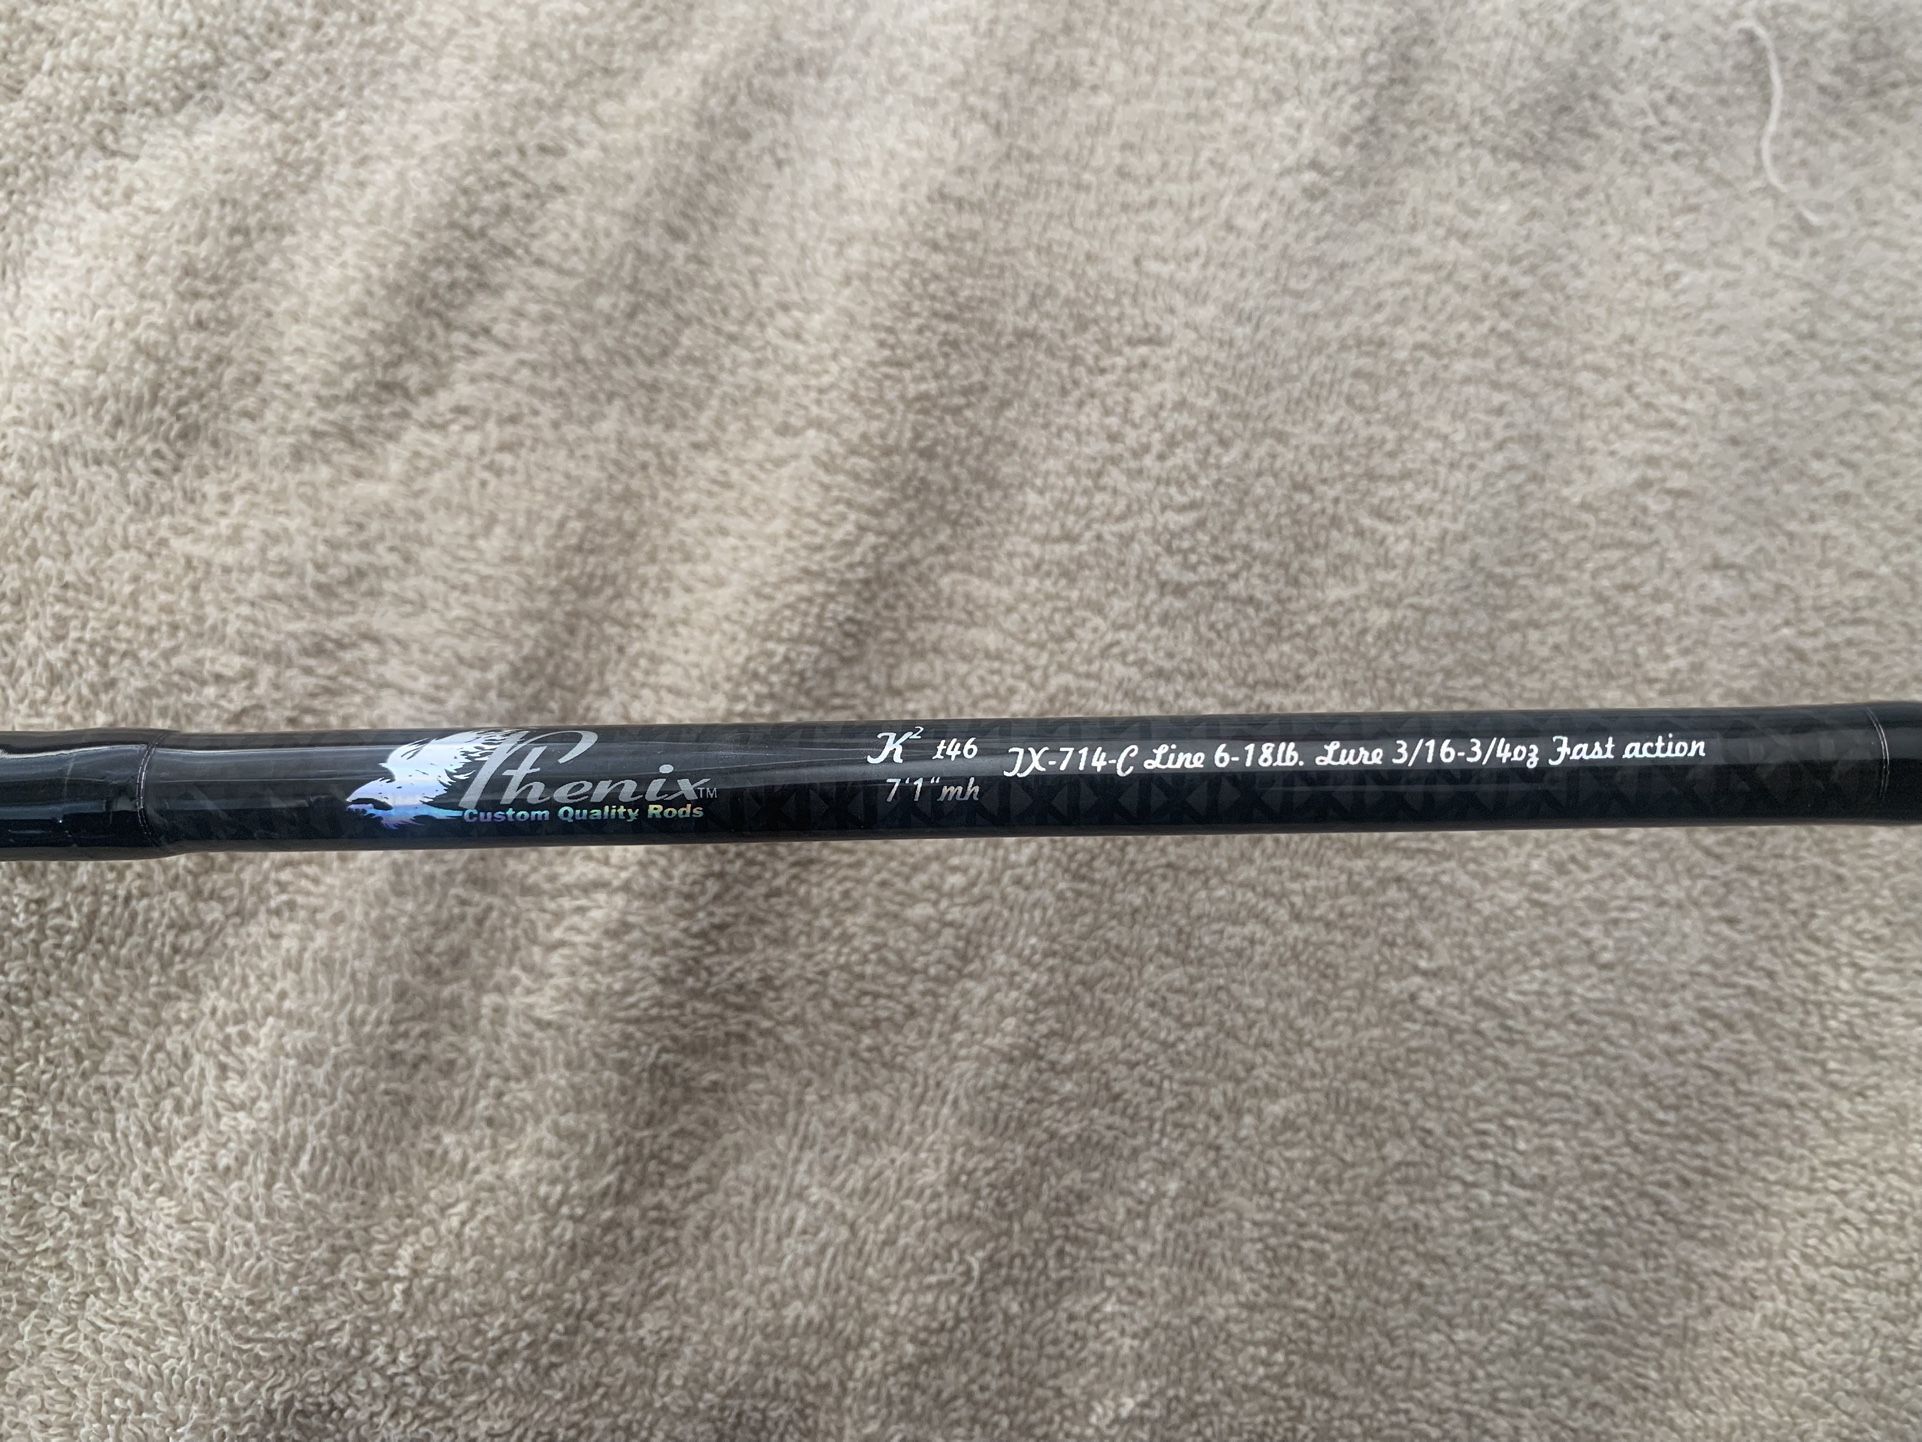 Phenix™
Custom Quality Rods
K² t46
7'1" mh
TX-714-C Line 6-18lb. Lure 3/16-3/4oz Fast action